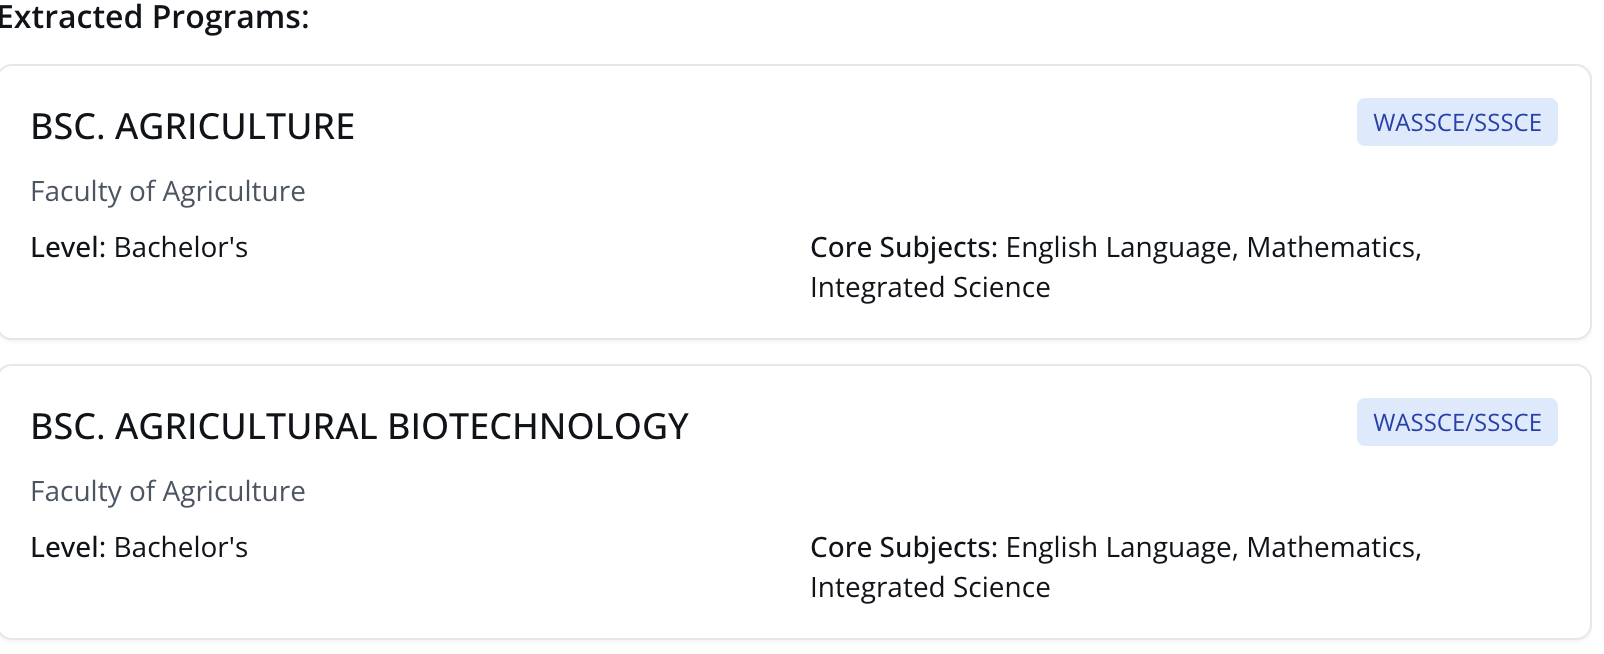 Extracted Programs:
BSC. AGRICULTURE
WASSCE/SSSCE
Faculty of Agriculture
Level: Bachelor's
Core Subjects: English Language, Mathematics,
Integrated Science
BSC. AGRICULTURAL BIOTECHNOLOGY
WASSCE/SSSCE
Faculty of Agriculture
Level: Bachelor's
Core Subjects: English Language, Mathematics,
Integrated Science